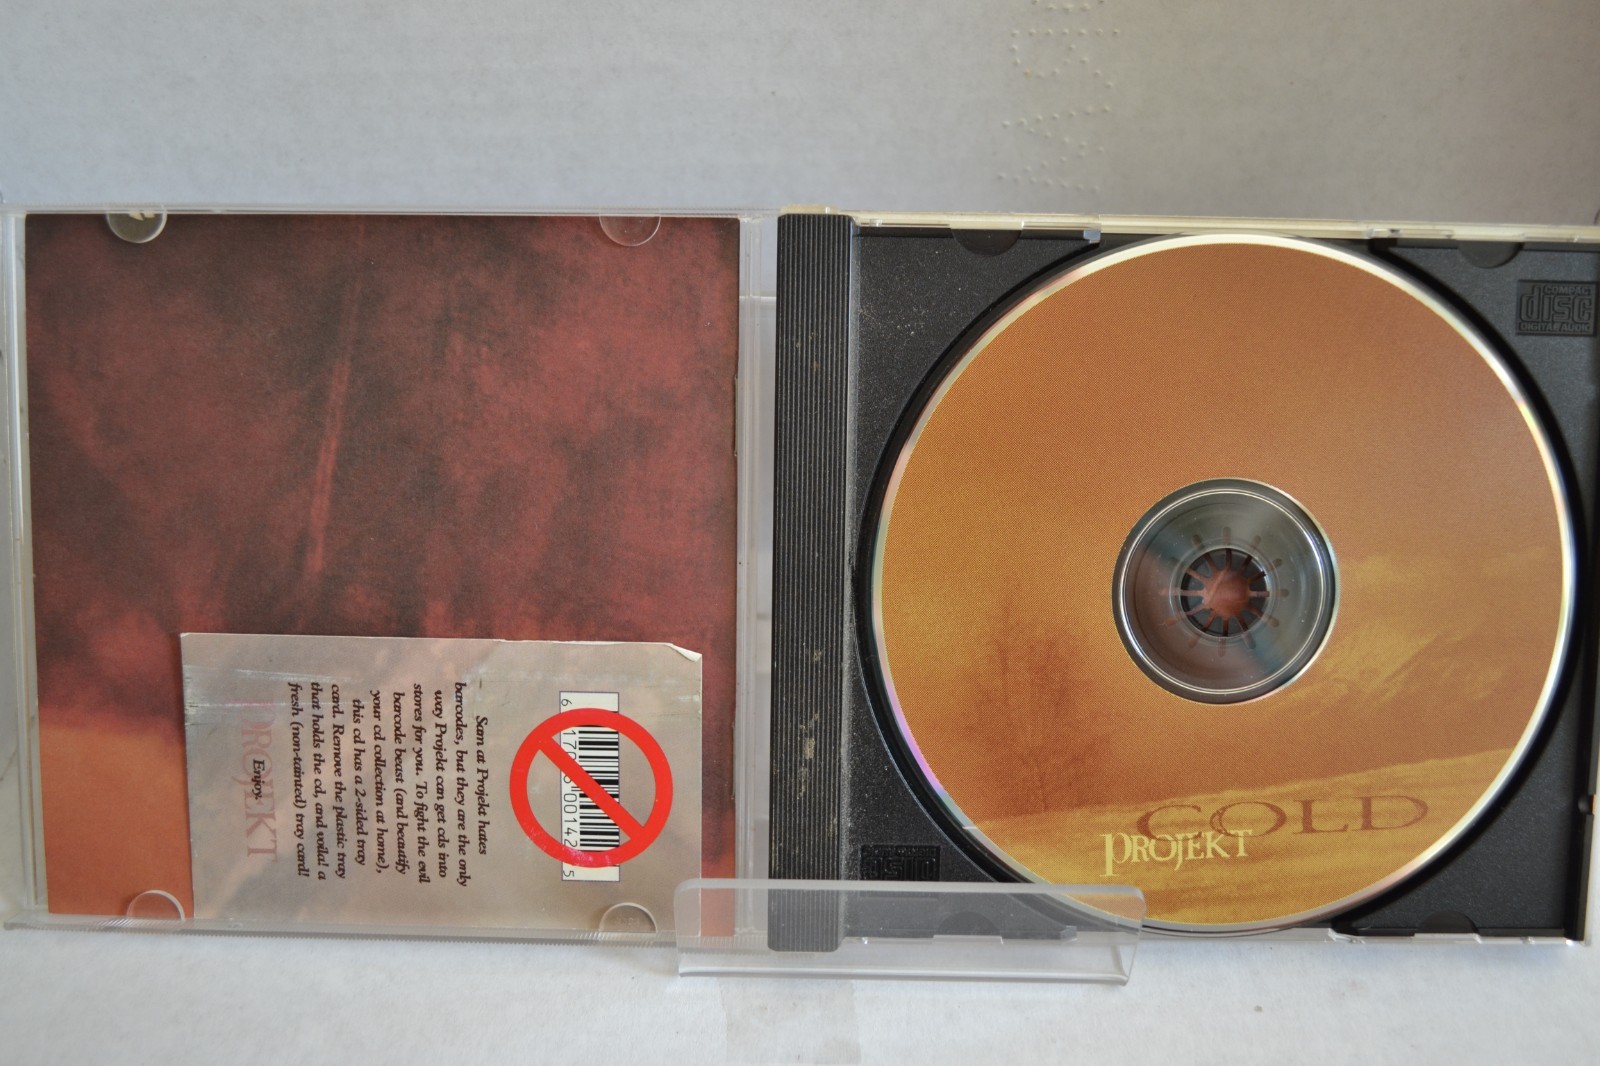 Sam at Projekt hates
barcodes, but they are the only
way Projekt can get cds into
stores for you. To fight the evil
barcode beast (and beautify
your cd collection at home),
this cd has a 2-sided tray
card. Remove the plastic tray
that holds the cd, and voila! a
fresh (non-tainted) tray card!
Enjoy.
PROJEKT
COMPACT
disc
DIGITAL AUDIO
COLD
PROJEKT